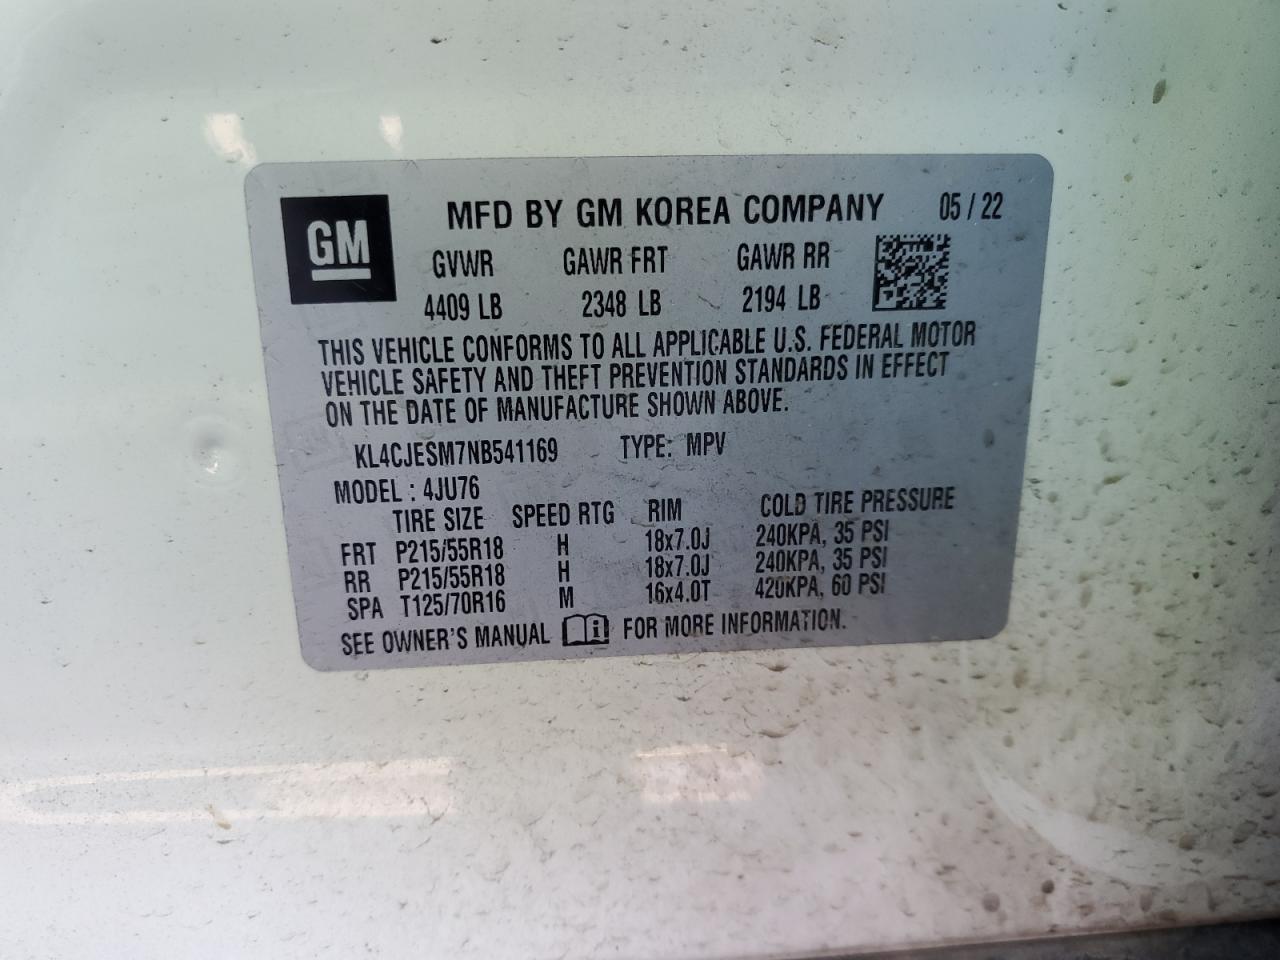 GM
MFD BY GM KOREA COMPANY 05 / 22
GVWR GAWR FRT GAWR RR
4409 LB 2348 LB 2194 LB
THIS VEHICLE CONFORMS TO ALL APPLICABLE U.S. FEDERAL MOTOR
VEHICLE SAFETY AND THEFT PREVENTION STANDARDS IN EFFECT
ON THE DATE OF MANUFACTURE SHOWN ABOVE.
KL4CJESM7NB541169 TYPE: MPV
MODEL : 4JU76
TIRE SIZE SPEED RTG RIM COLD TIRE PRESSURE
FRT P215/55R18 H 18x7.0J 240KPA, 35 PSI
RR P215/55R18 H 18x7.0J 240KPA, 35 PSI
SPA T125/70R16 M 16x4.0T 420KPA, 60 PSI
SEE OWNER'S MANUAL i FOR MORE INFORMATION.